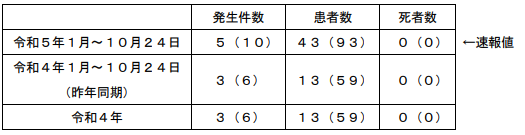 発生件数 患者数 死者数
令和５年１月～１０月２４日 ５（１０） ４３（９３） ０（０） ←速報値
令和４年１月～１０月２４日
（昨年同期） ３（６） １３（５９） ０（０）
令和４年 ３（６） １３（５９） ０（０）